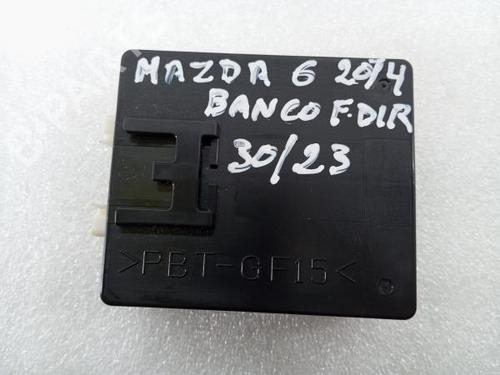 MAZDA 6 2014
BANCO F.DIR
30/23
>PBT-GF15<